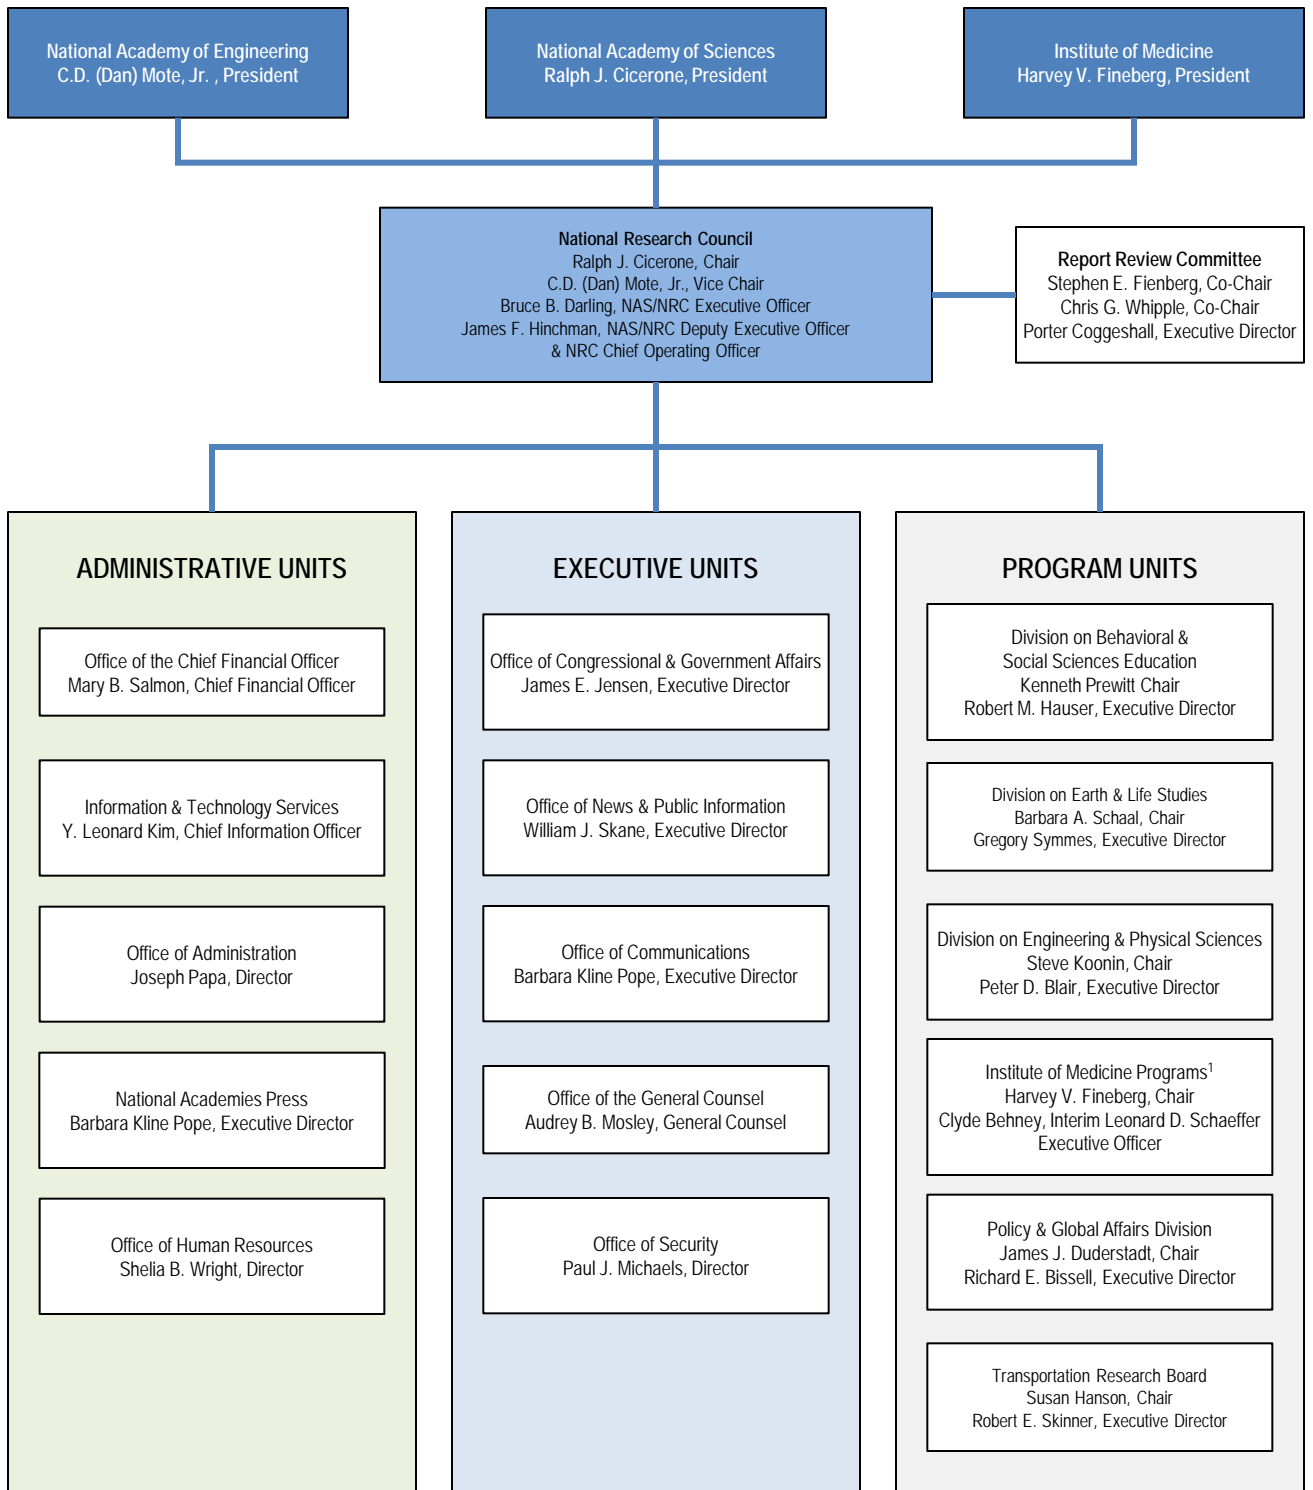 National Academy of Engineering
C.D. (Dan) Mote, Jr. , President
National Academy of Sciences
Ralph J. Cicerone, President
Institute of Medicine
Harvey V. Fineberg, President
National Research Council
Ralph J. Cicerone, Chair
C.D. (Dan) Mote, Jr., Vice Chair
Bruce B. Darling, NAS/NRC Executive Officer
James F. Hinchman, NAS/NRC Deputy Executive Officer
& NRC Chief Operating Officer
Report Review Committee
Stephen E. Fienberg, Co-Chair
Chris G. Whipple, Co-Chair
Porter Coggeshall, Executive Director
ADMINISTRATIVE UNITS
Office of the Chief Financial Officer
Mary B. Salmon, Chief Financial Officer
Information & Technology Services
Y. Leonard Kim, Chief Information Officer
Office of Administration
Joseph Papa, Director
National Academies Press
Barbara Kline Pope, Executive Director
Office of Human Resources
Shelia B. Wright, Director
EXECUTIVE UNITS
Office of Congressional & Government Affairs
James E. Jensen, Executive Director
Office of News & Public Information
William J. Skane, Executive Director
Office of Communications
Barbara Kline Pope, Executive Director
Office of the General Counsel
Audrey B. Mosley, General Counsel
Office of Security
Paul J. Michaels, Director
PROGRAM UNITS
Division on Behavioral &
Social Sciences Education
Kenneth Prewitt Chair
Robert M. Hauser, Executive Director
Division on Earth & Life Studies
Barbara A. Schaal, Chair
Gregory Symmes, Executive Director
Division on Engineering & Physical Sciences
Steve Koonin, Chair
Peter D. Blair, Executive Director
Institute of Medicine Programs¹
Harvey V. Fineberg, Chair
Clyde Behney, Interim Leonard D. Schaeffer
Executive Officer
Policy & Global Affairs Division
James J. Duderstadt, Chair
Richard E. Bissell, Executive Director
Transportation Research Board
Susan Hanson, Chair
Robert E. Skinner, Executive Director